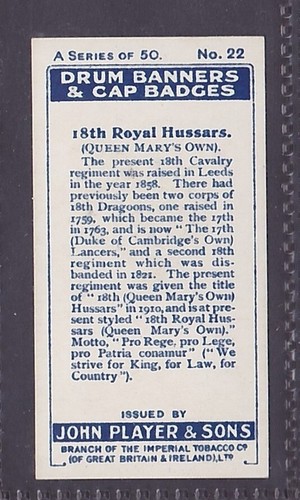 A SERIES OF 50. No. 22
DRUM BANNERS
& CAP BADGES
18th Royal Hussars.
(QUEEN MARY'S OWN).
The present 18th Cavalry
regiment was raised in Leeds
in the year 1858. There had
previously been two corps of
18th Dragoons, one raised in
1759, which became the 17th
in 1763, and is now "The 17th
(Duke of Cambridge's Own)
Lancers," and a second 18th
regiment which was dis-
banded in 1821. The present
regiment was given the title
of "18th (Queen Mary's Own)
Hussars" in 1910, and is at pre-
sent styled "18th Royal Hus-
sars (Queen Mary's Own)."
Motto, "Pro Rege, pro Lege,
pro Patria conamur" ("We
strive for King, for Law, for
Country").
ISSUED BY
JOHN PLAYER & SONS
BRANCH OF THE IMPERIAL TOBACCO CO
(OF GREAT BRITAIN & IRELAND), LTD